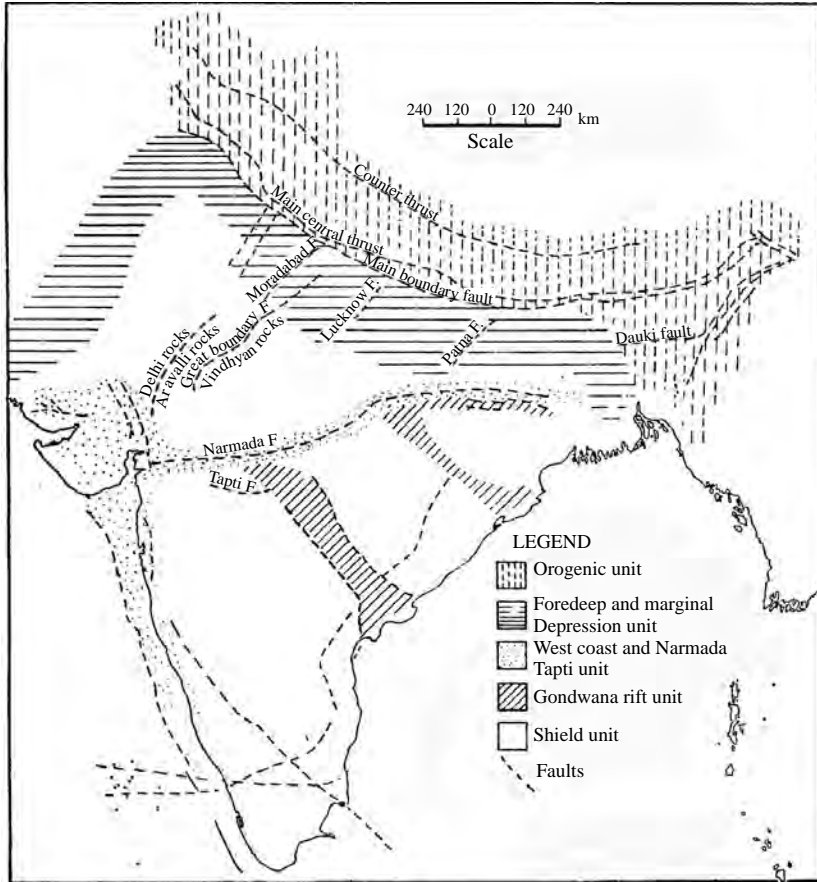 240 120 0 120 240 km
Scale
Counter thrust
Main central thrust
Main boundary fault
Moradabad F.
Lucknow F.
Patna F.
Dauki fault
Delhi rocks
Aravalli rocks
Great boundary F.
Vindhyan rocks
Narmada F
Tapti F.
LEGEND
Orogenic unit
Foredeep and marginal
Depression unit
West coast and Narmada
Tapti unit
Gondwana rift unit
Shield unit
Faults